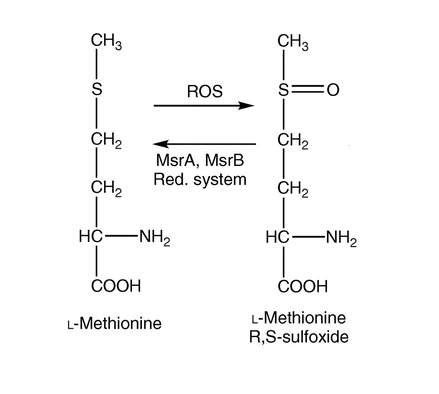 CH3
S
CH2
CH2
HC—NH2
COOH
L-Methionine
ROS
MsrA, MsrB
Red. system
CH3
S=O
CH2
CH2
HC—NH2
COOH
L-Methionine
R,S-sulfoxide